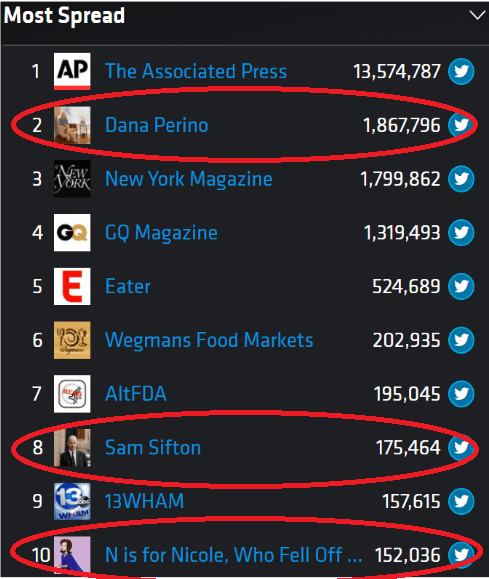 Most Spread
1 AP The Associated Press 13,574,787
2 Dana Perino 1,867,796
3 NEW YORK New York Magazine 1,799,862
4 GQ GQ Magazine 1,319,493
5 E Eater 524,689
6 Wegmans Food Markets 202,935
7 AltFDA 195,045
8 Sam Sifton 175,464
9 13 WHAM 13WHAM 157,615
10 N is for Nicole, Who Fell Off ... 152,036